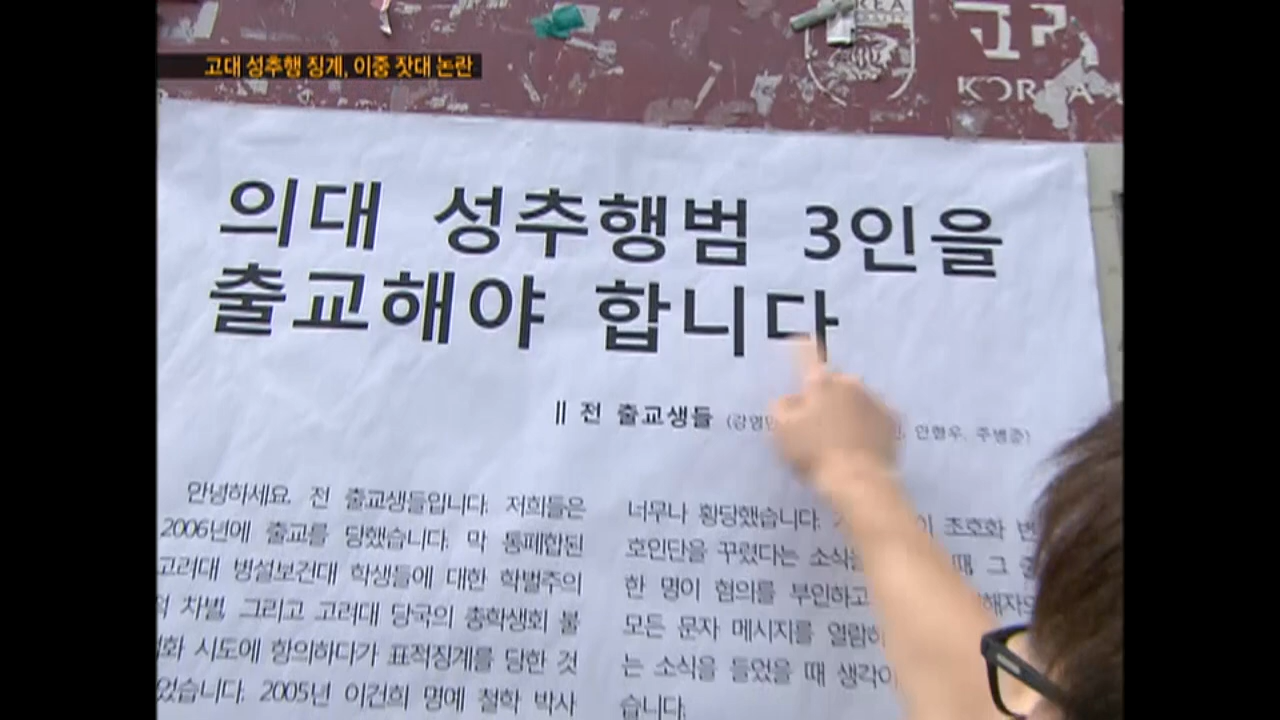 고대 성추행 징계, 이중 잣대 논란
REA
고려
KOREA
의대 성추행범 3인을
출교해야 합니다
|| 전 출교생들 (강영 안형우, 주병준)
안녕하세요. 전 출교생들입니다. 저희들은
2006년에 출교를 당했습니다. 막 통폐합된
고려대 병설보건대 학생들에 대한 학벌주의
적 차별, 그리고 고려대 당국의 총학생회 불
시도에 항의하다가 표적징계를 당한 것
었습니다. 2005년 이건희 명예 철학 박사
너무나 황당했습니다. 이 초호화 변
호인단을 꾸렸다는 소식을 때 그
한 명이 혐의를 부인하고 해자의
모든 문자 메시지를 열람하
는 소식을 들었을 때 생각이
습니다.